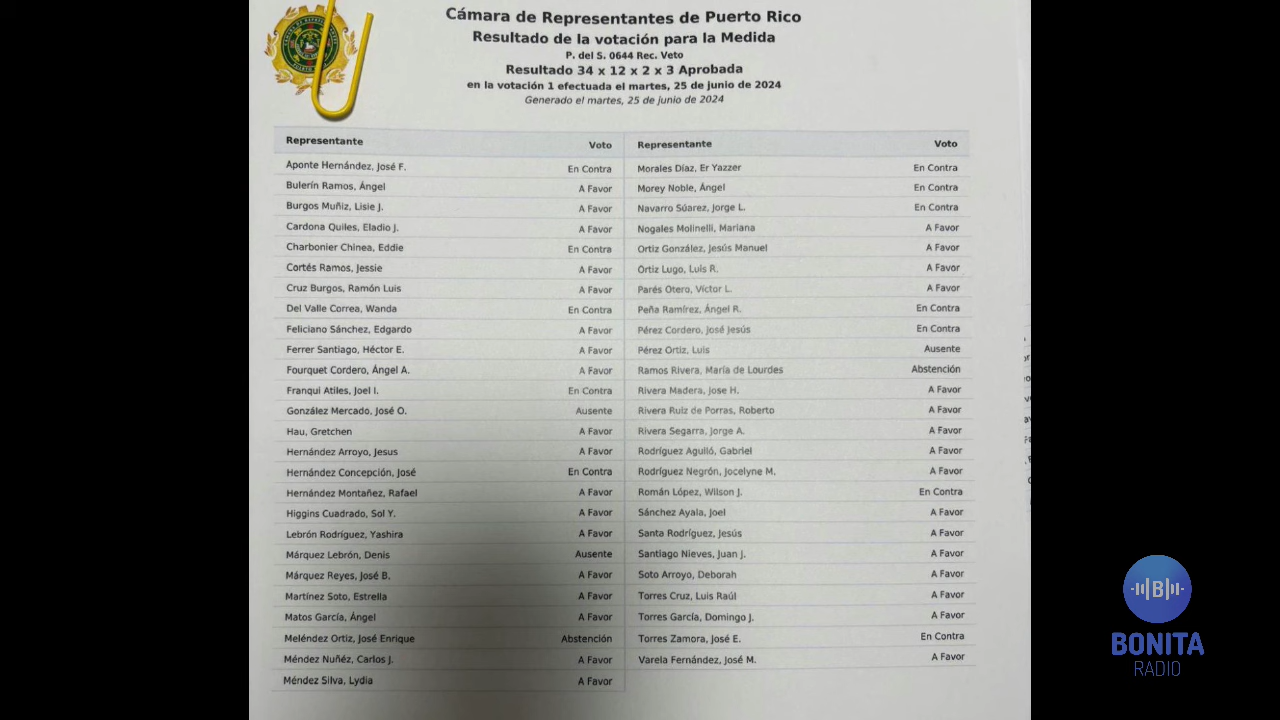 Cámara de Representantes de Puerto Rico
Resultado de la votación para la Medida
P. del S. 0644 Rec. Veto
Resultado 34 x 12 x 2 x 3 Aprobada
en la votación 1 efectuada el martes, 25 de junio de 2024
Generado el martes, 25 de junio de 2024
Representante Voto
Aponte Hernández, José F. En Contra
Bulerín Ramos, Ángel A Favor
Burgos Muñiz, Lisie J. A Favor
Cardona Quiles, Eladio J. A Favor
Charbonier Chinea, Eddie En Contra
Cortés Ramos, Jessie A Favor
Cruz Burgos, Ramón Luis A Favor
Del Valle Correa, Wanda En Contra
Feliciano Sánchez, Edgardo A Favor
Ferrer Santiago, Héctor E. A Favor
Fourquet Cordero, Ángel A. A Favor
Franqui Atiles, Joel I. En Contra
González Mercado, José O. Ausente
Hau, Gretchen A Favor
Hernández Arroyo, Jesus A Favor
Hernández Concepción, José En Contra
Hernández Montañez, Rafael A Favor
Higgins Cuadrado, Sol Y. A Favor
Lebrón Rodríguez, Yashira A Favor
Márquez Lebrón, Denis Ausente
Márquez Reyes, José B. A Favor
Martínez Soto, Estrella A Favor
Matos García, Ángel A Favor
Meléndez Ortiz, José Enrique Abstención
Méndez Nuñéz, Carlos J. A Favor
Méndez Silva, Lydia A Favor
Representante Voto
Morales Díaz, Er Yazzer En Contra
Morey Noble, Ángel En Contra
Navarro Súarez, Jorge L. En Contra
Nogales Molinelli, Mariana A Favor
Ortiz González, Jesús Manuel A Favor
Ortiz Lugo, Luis R. A Favor
Parés Otero, Víctor L. A Favor
Peña Ramírez, Ángel R. En Contra
Pérez Cordero, José Jesús En Contra
Pérez Ortiz, Luis Ausente
Ramos Rivera, María de Lourdes Abstención
Rivera Madera, Jose H. A Favor
Rivera Ruiz de Porras, Roberto A Favor
Rivera Segarra, Jorge A. A Favor
Rodríguez Aguiló, Gabriel A Favor
Rodríguez Negrón, Jocelyne M. A Favor
Román López, Wilson J. En Contra
Sánchez Ayala, Joel A Favor
Santa Rodríguez, Jesús A Favor
Santiago Nieves, Juan J. A Favor
Soto Arroyo, Deborah A Favor
Torres Cruz, Luis Raúl A Favor
Torres García, Domingo J. A Favor
Torres Zamora, José E. En Contra
Varela Fernández, José M. A Favor
B
BONITA
RADIO